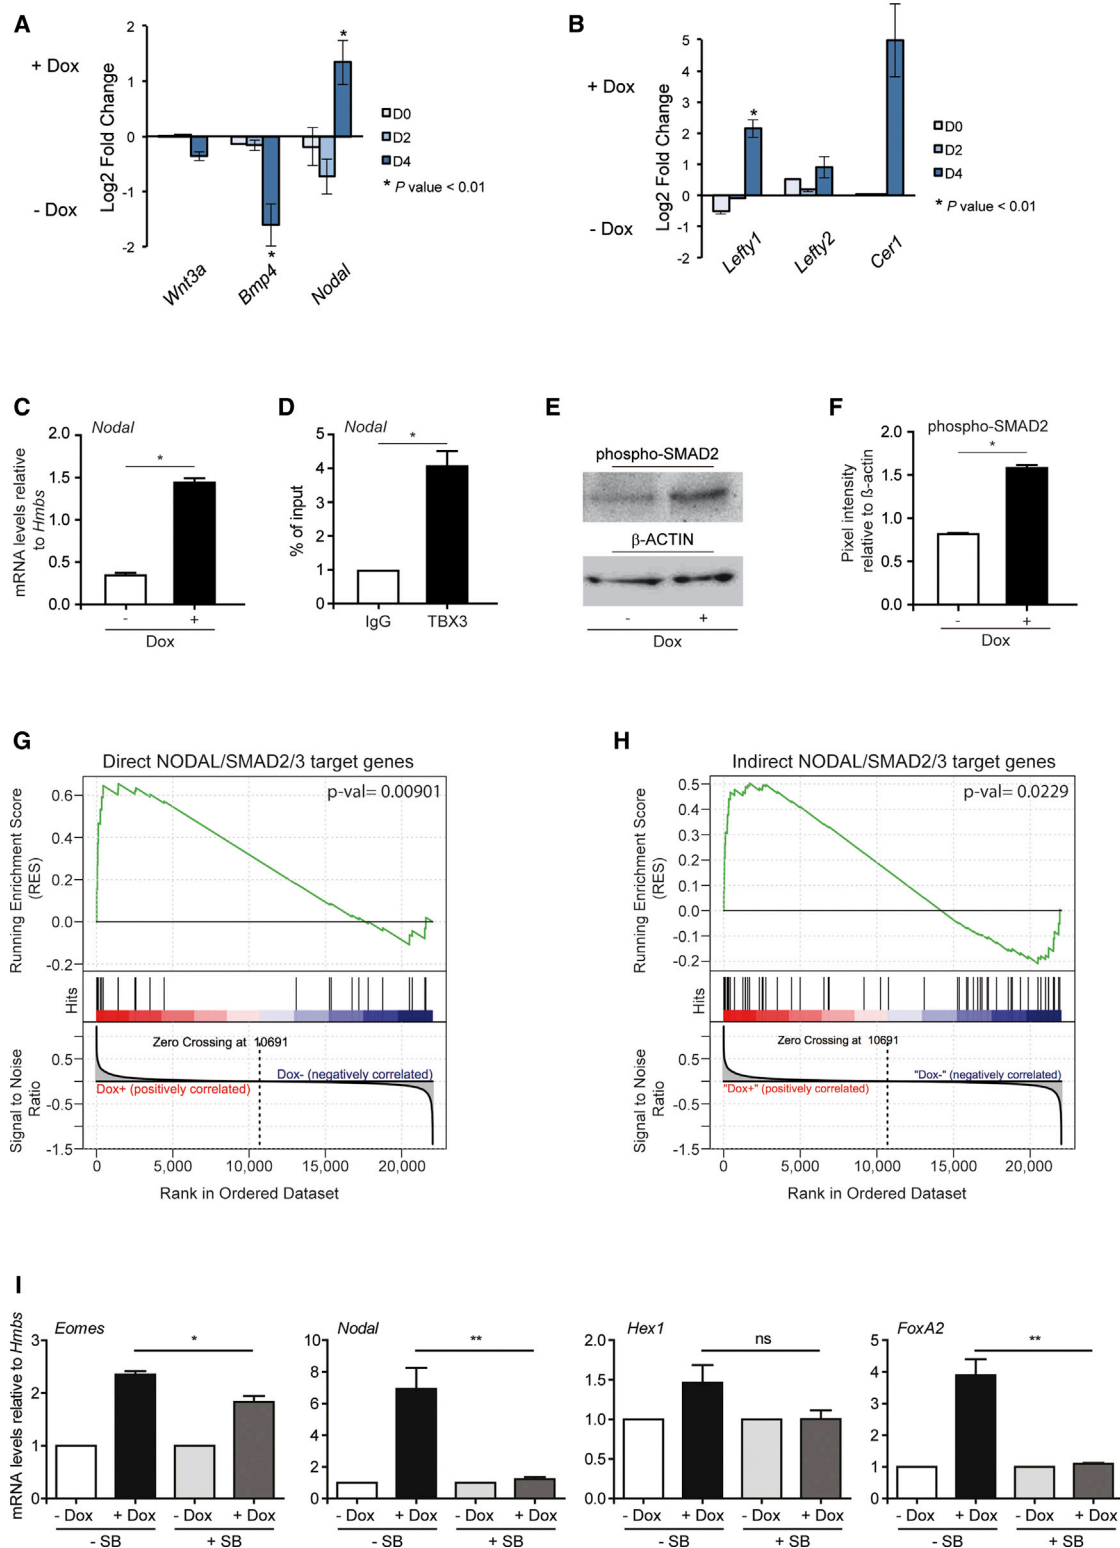 A
+ Dox
- Dox
Log2 Fold Change
2
1
0
-1
-2
*
*
Wnt3a
Bmp4
Nodal
D0
D2
D4
* P value < 0.01
B
+ Dox
- Dox
Log2 Fold Change
5
4
3
2
1
0
-1
-2
*
Lefty1
Lefty2
Cer1
D0
D2
D4
* P value < 0.01
C
Nodal
mRNA levels relative
to Hmbs
2.0
1.5
1.0
0.5
0.0
*
- +
Dox
D
Nodal
% of input
5
4
3
2
1
0
*
IgG TBX3
E
phospho-SMAD2
β-ACTIN
- +
Dox
F
phospho-SMAD2
Pixel intensity
relative to ß-actin
2.0
1.5
1.0
0.5
0.0
*
- +
Dox
G
Direct NODAL/SMAD2/3 target genes
p-val= 0.00901
Running Enrichment Score
(RES)
0.6
0.4
0.2
0.0
-0.2
Hits
Zero Crossing at 10691
Dox- (negatively correlated)
Dox+ (positively correlated)
Signal to Noise
Ratio
0.5
-0.5
-1.5
0 5,000 10,000 15,000 20,000
Rank in Ordered Dataset
H
Indirect NODAL/SMAD2/3 target genes
p-val= 0.0229
Running Enrichment Score
(RES)
0.5
0.4
0.3
0.2
0.1
0.0
-0.1
-0.2
Hits
Zero Crossing at 10691
"Dox-" (negatively correlated)
"Dox+" (positively correlated)
Signal to Noise
Ratio
0.5
-0.5
-1.5
0 5,000 10,000 15,000 20,000
Rank in Ordered Dataset
I
mRNA levels relative to Hmbs
Eomes
3
2
1
0
*
- Dox + Dox - Dox + Dox
- SB + SB
Nodal
10
8
6
4
2
0
**
- Dox + Dox - Dox + Dox
- SB + SB
Hex1
2.0
1.5
1.0
0.5
0.0
ns
- Dox + Dox - Dox + Dox
- SB + SB
FoxA2
5
4
3
2
1
0
**
- Dox + Dox - Dox + Dox
- SB + SB